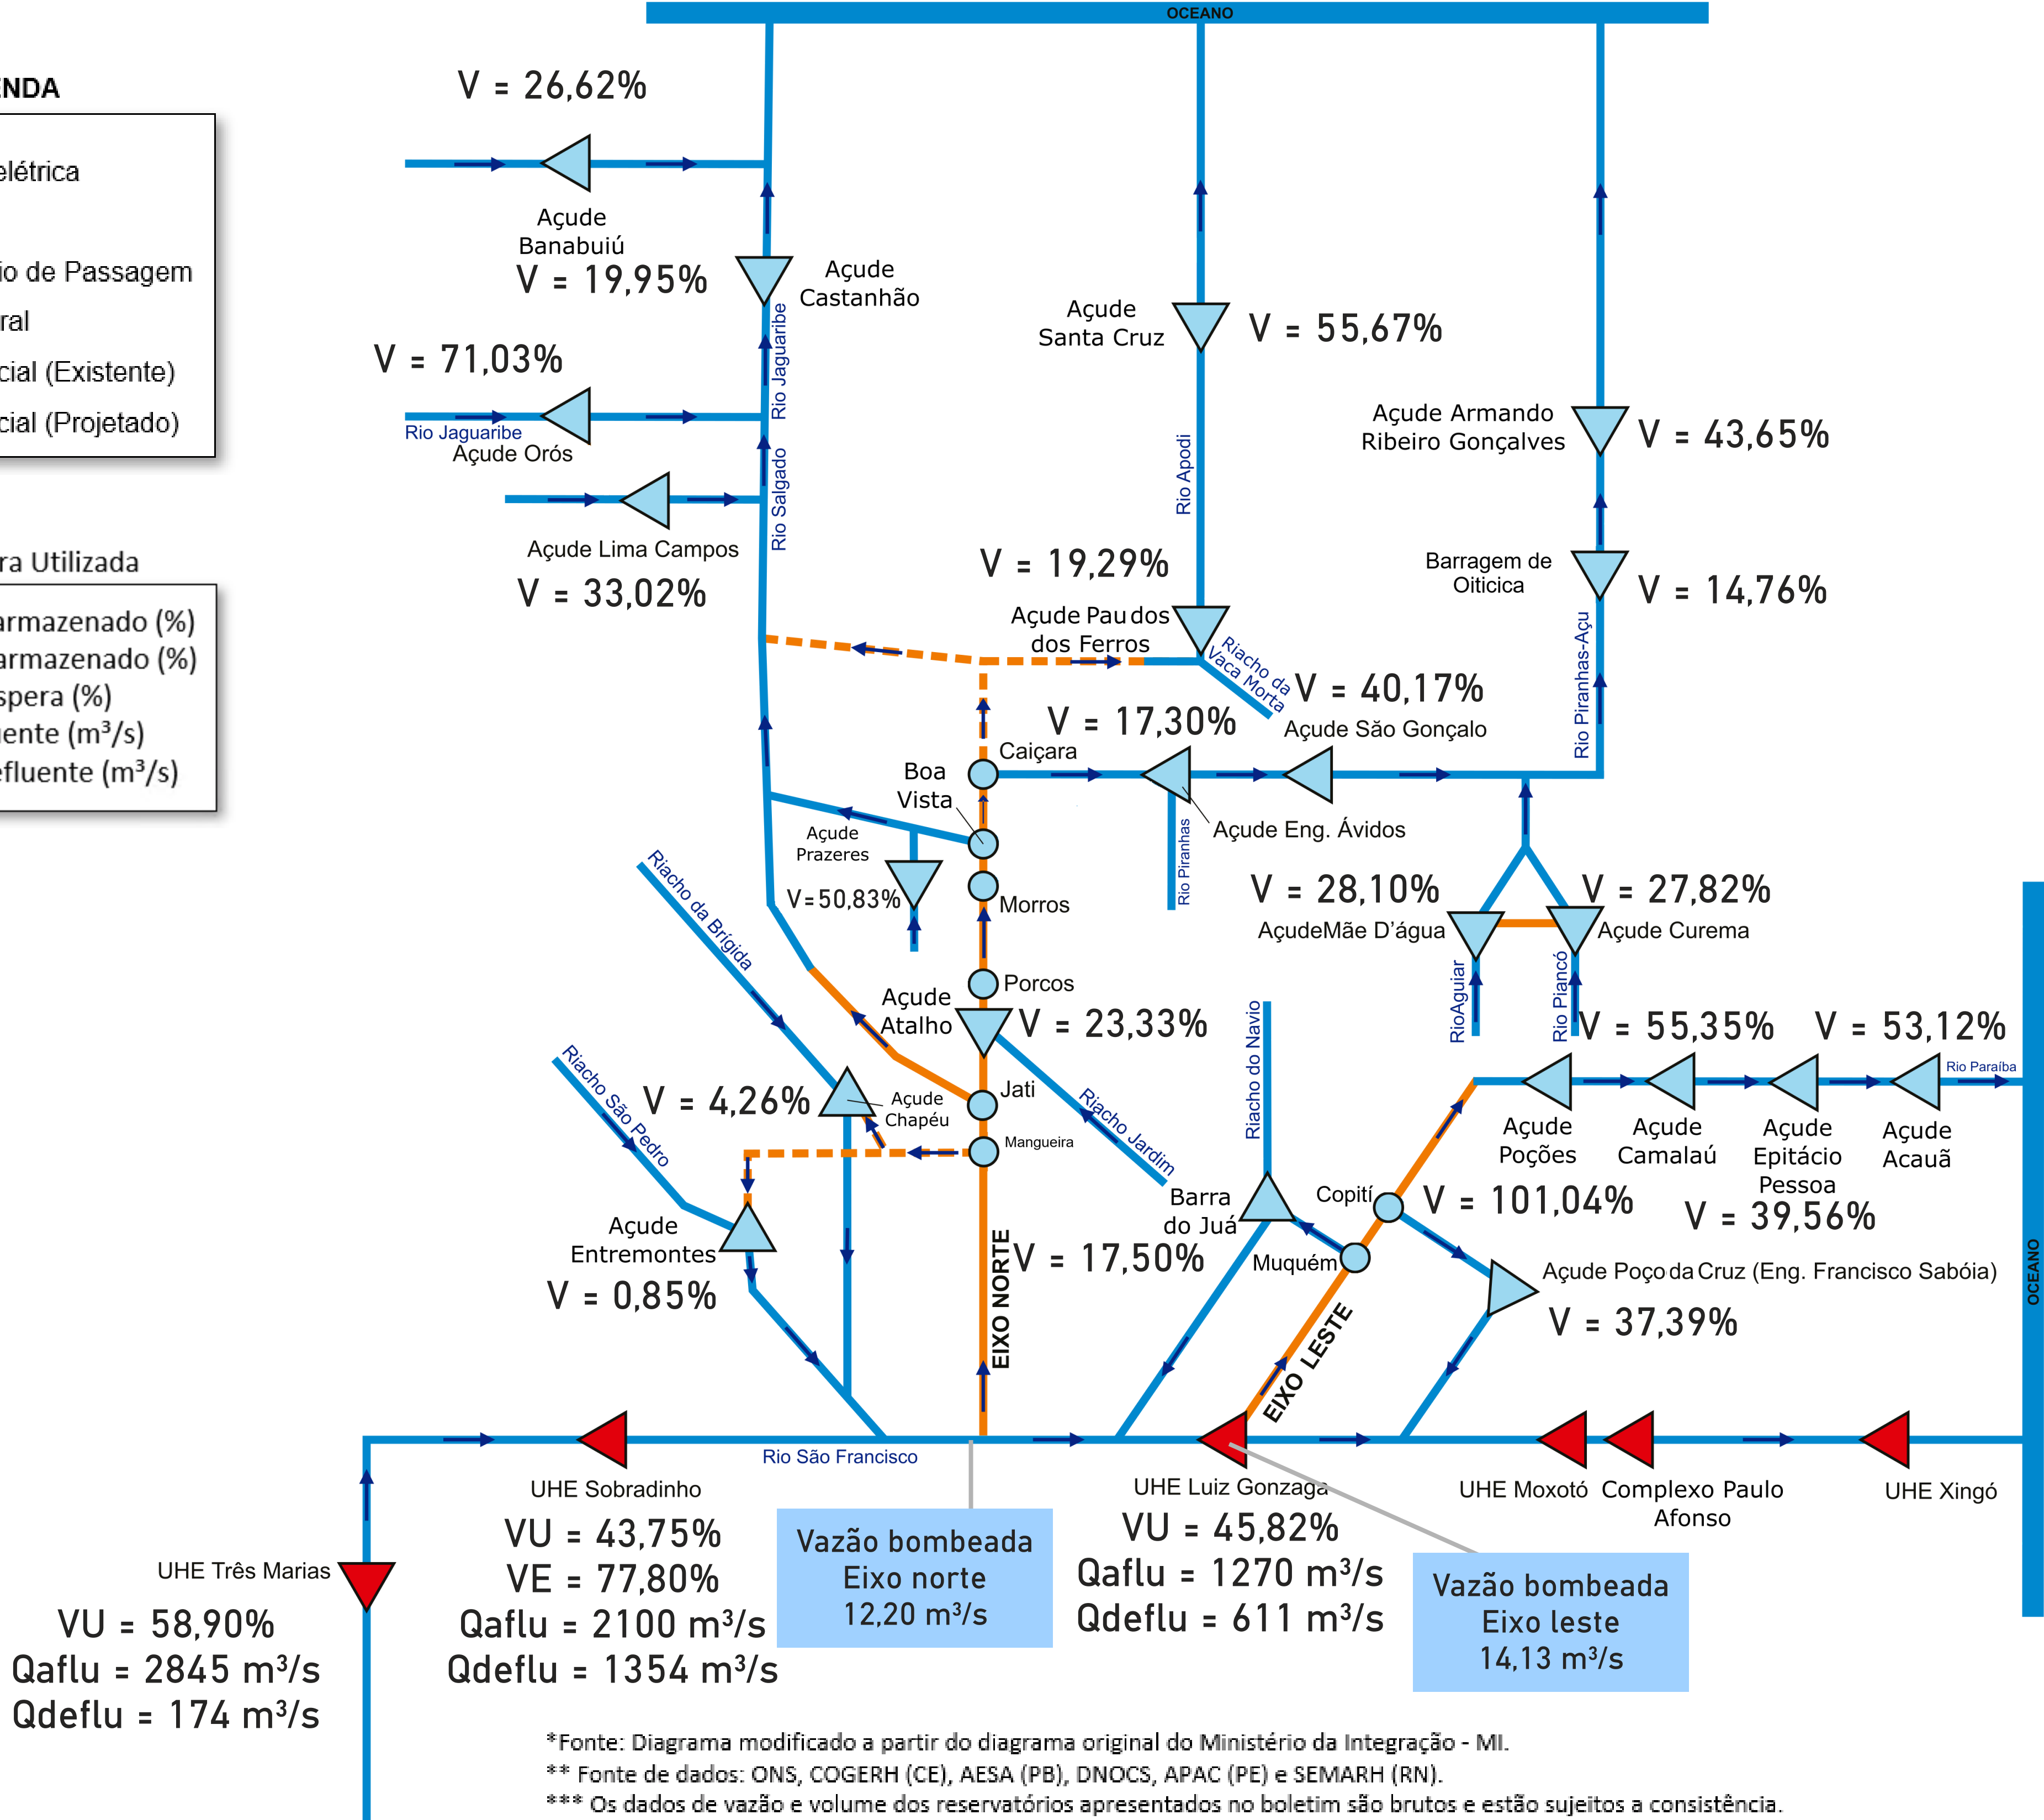 OCEANO
V = 26,62%
Açude
Banabuiú
V = 19,95%
Açude
Castanhão
V = 71,03%
Rio Jaguaribe
Açude Orós
Rio Jaguaribe
Rio Salgado
Açude Lima Campos
V = 33,02%
Açude
Santa Cruz
V = 55,67%
Rio Apodi
Açude Armando
Ribeiro Gonçalves
V = 43,65%
Barragem de
Oiticica
V = 14,76%
Rio Piranhas-Açu
V = 19,29%
Açude Pau dos
dos Ferros
Riacho da
Vaca Morta
V = 40,17%
Açude São Gonçalo
V = 17,30%
Açude Eng. Ávidos
Rio Piranhas
Caiçara
Boa
Vista
Açude
Prazeres
V= 50,83%
Morros
Porcos
Açude
Atalho
V = 23,33%
Jati
Riacho Jardim
Mangueira
Riacho da Brígida
Riacho São Pedro
V = 4,26%
Açude
Chapéu
Açude
Entremontes
V = 0,85%
V = 28,10%
AçudeMãe D'água
V = 27,82%
Açude Curema
RioAguiar
Rio Piancó
V = 55,35%
V = 53,12%
Rio Paraíba
Açude
Poções
Açude
Camalaú
Açude
Epitácio
Pessoa
Açude
Acauã
V = 101,04%
V = 39,56%
Riacho do Navio
Barra
do Juá
V = 17,50%
Copití
Muquém
Açude Poço da Cruz (Eng. Francisco Sabóia)
V = 37,39%
EIXO NORTE
EIXO LESTE
OCEANO
Rio São Francisco
UHE Sobradinho
VU = 43,75%
VE = 77,80%
Qaflu = 2100 m³/s
Qdeflu = 1354 m³/s
Vazão bombeada
Eixo norte
12,20 m³/s
UHE Luiz Gonzaga
VU = 45,82%
Qaflu = 1270 m³/s
Qdeflu = 611 m³/s
Vazão bombeada
Eixo leste
14,13 m³/s
UHE Moxotó
Complexo Paulo
Afonso
UHE Xingó
UHE Três Marias
VU = 58,90%
Qaflu = 2845 m³/s
Qdeflu = 174 m³/s
ENDA
elétrica
io de Passagem
ral
cial (Existente)
cial (Projetado)
ra Utilizada
armazenado (%)
armazenado (%)
spera (%)
uente (m³/s)
efluente (m³/s)
*Fonte: Diagrama modificado a partir do diagrama original do Ministério da Integração - MI.
** Fonte de dados: ONS, COGERH (CE), AESA (PB), DNOCS, APAC (PE) e SEMARH (RN).
*** Os dados de vazão e volume dos reservatórios apresentados no boletim são brutos e estão sujeitos a consistência.